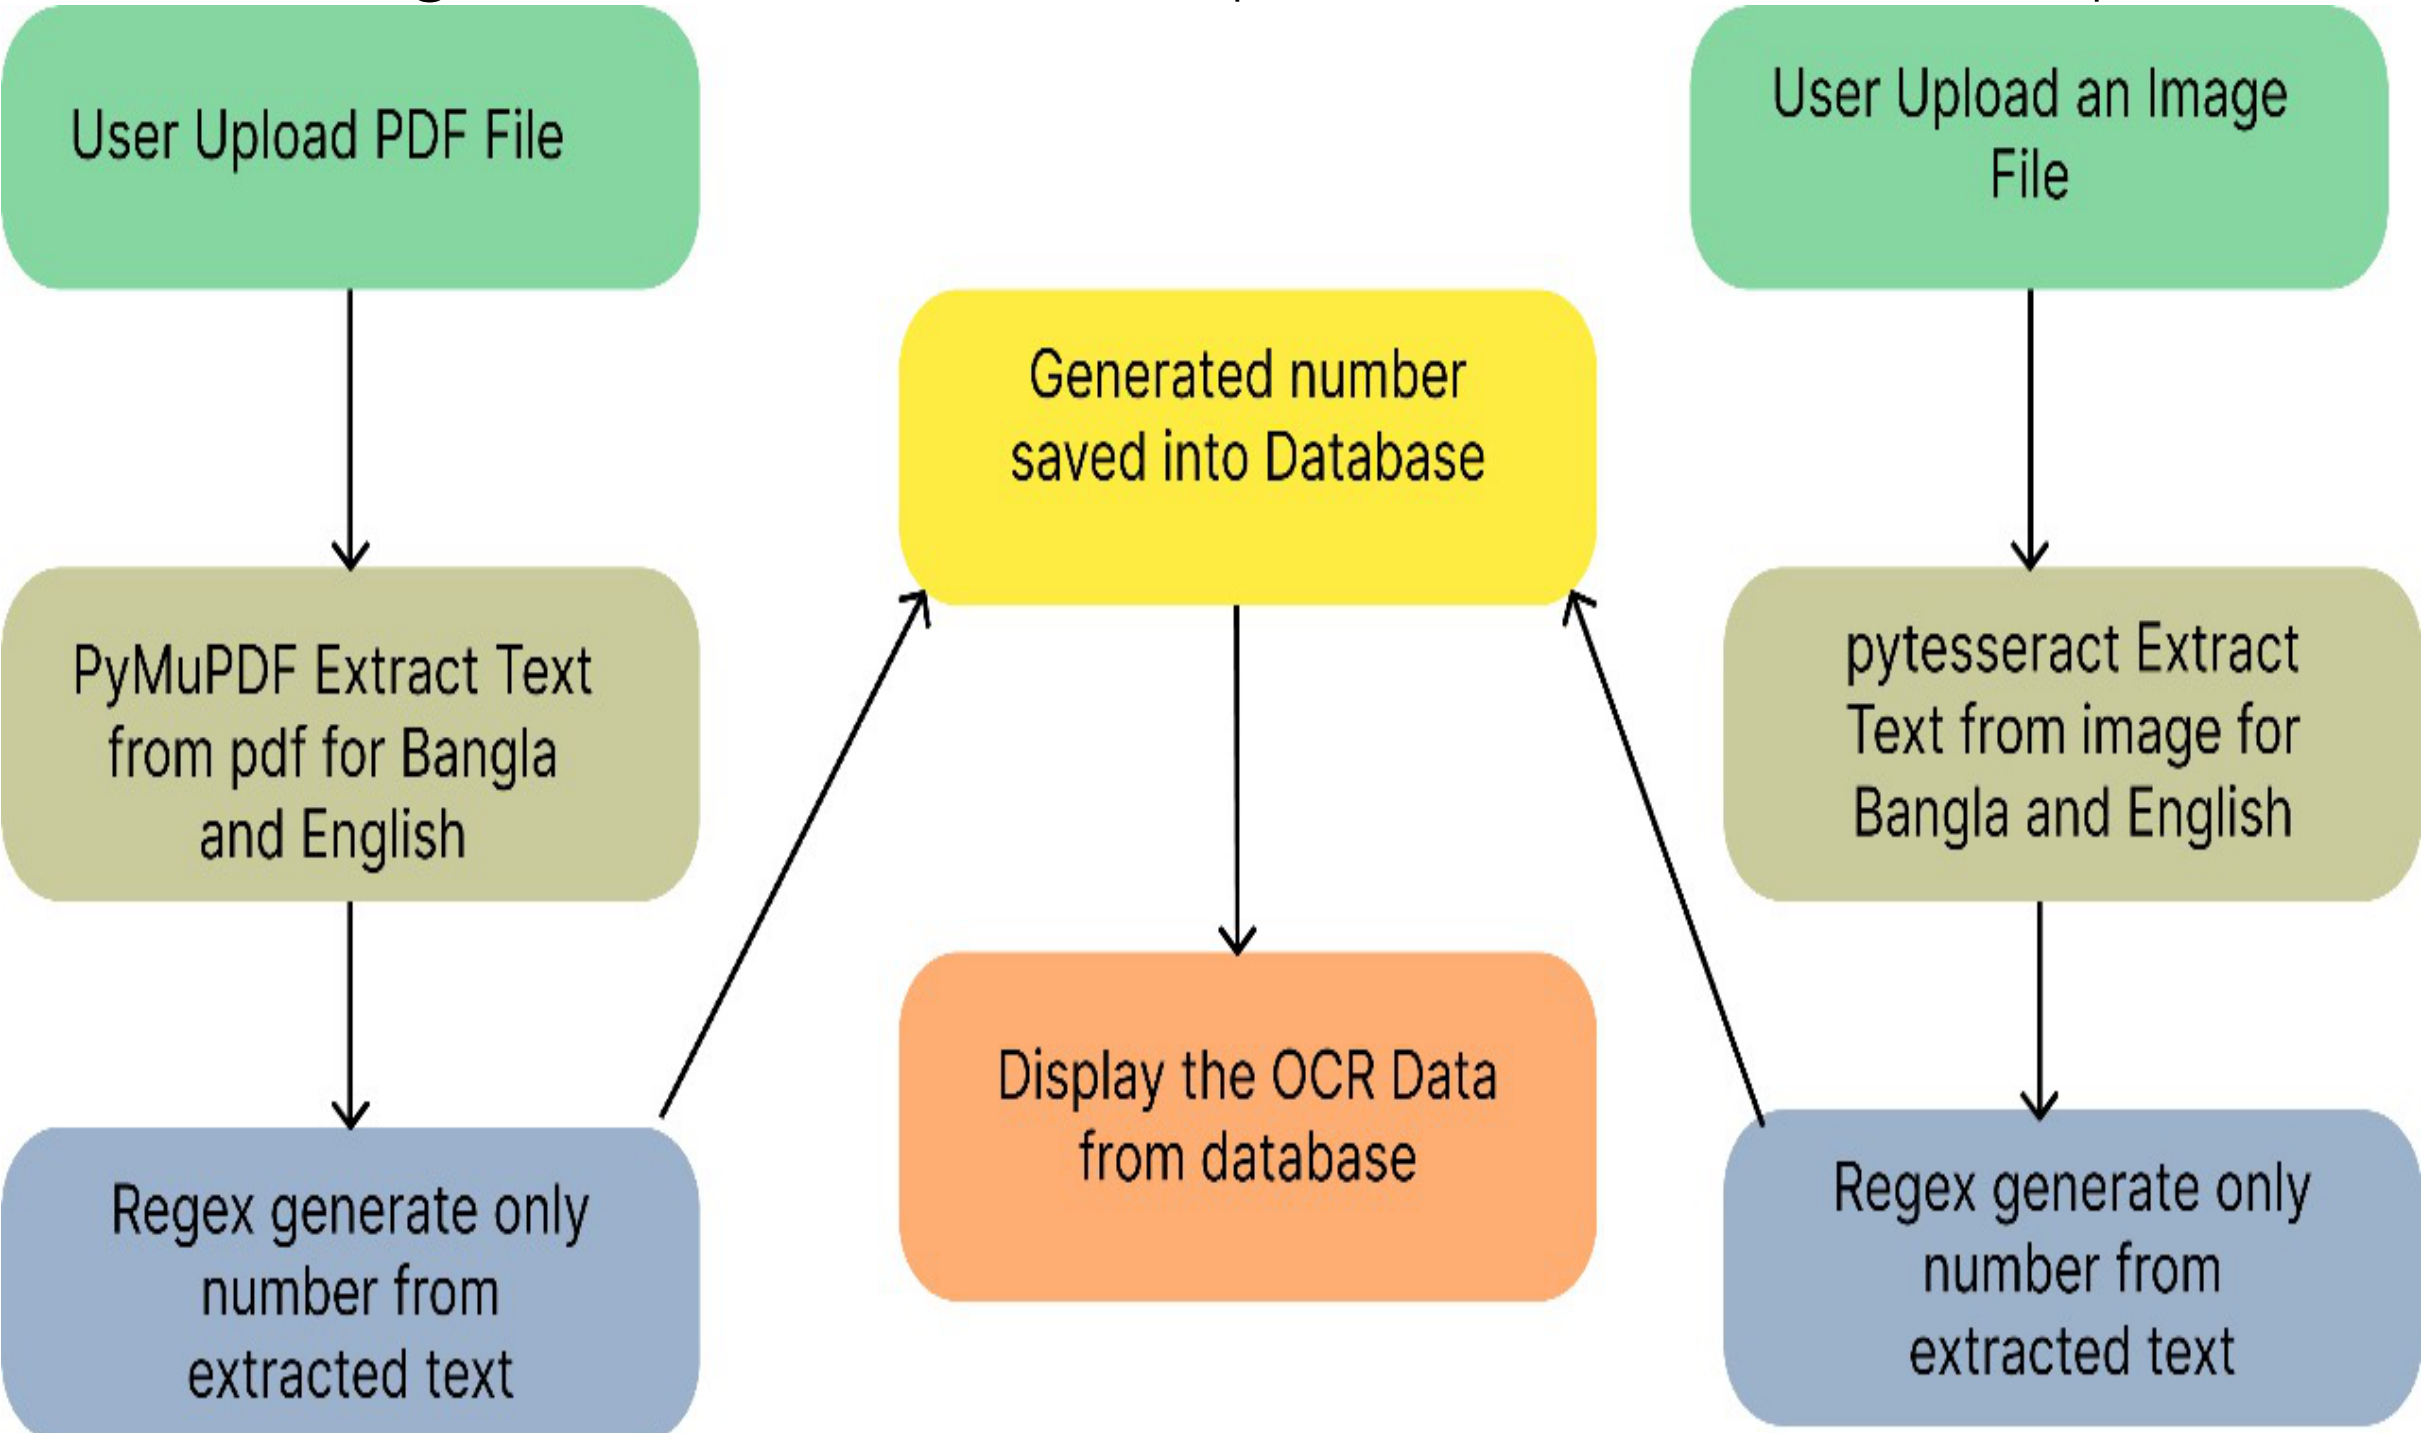 User Upload PDF File
PyMuPDF Extract Text
from pdf for Bangla
and English
Regex generate only
number from
extracted text
Generated number
saved into Database
Display the OCR Data
from database
User Upload an Image
File
pytesseract Extract
Text from image for
Bangla and English
Regex generate only
number from
extracted text